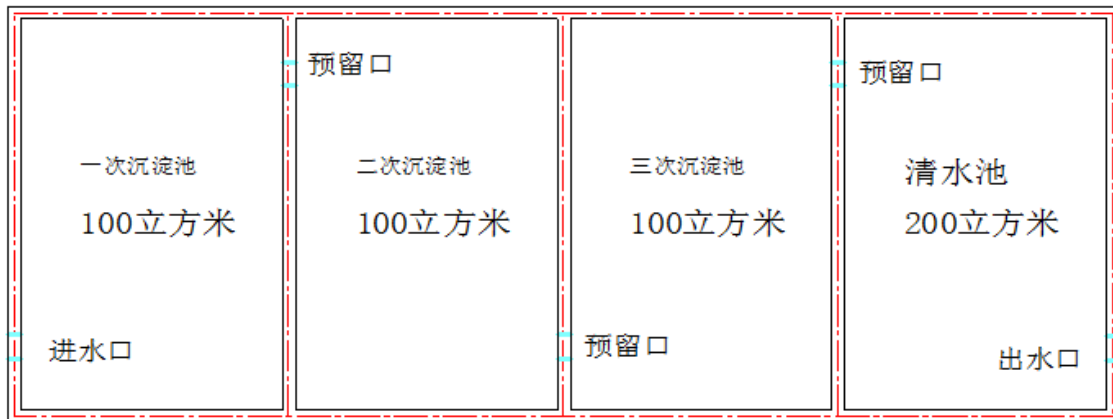 预留口
预留口
一次沉淀池
二次沉淀池
三次沉淀池
清水池
100立方米
100立方米
100立方米
200立方米
进水口
预留口
出水口